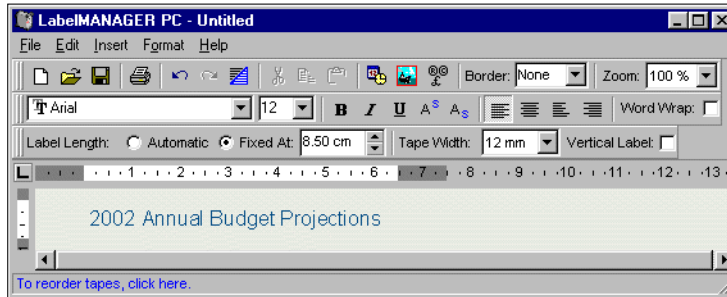 LabelMANAGER PC - Untitled
File Edit Insert Format Help
Border: None Zoom: 100 %
Arial 12 B I U A S A S Word Wrap:
Label Length: Automatic Fixed At: 8.50 cm Tape Width: 12 mm Vertical Label:
L 1 2 3 4 5 6 7 8 9 10 11 12 13
2002 Annual Budget Projections
To reorder tapes, click here.